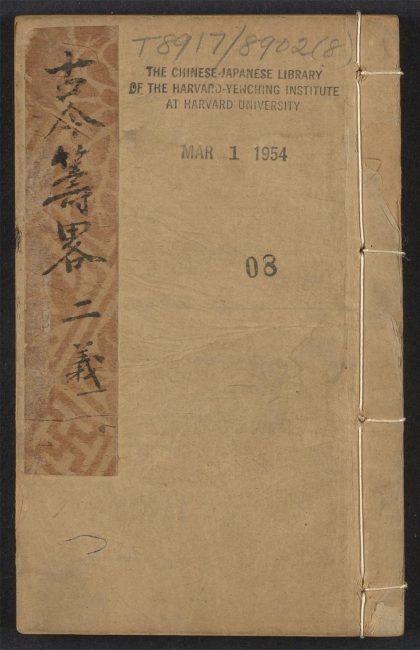 T8917/8902(8)
THE CHINESE-JAPANESE LIBRARY
OF THE HARVARD-YENCHING INSTITUTE
AT HARVARD UNIVERSITY
MAR 1 1954
08
古今籌畧 二 義一